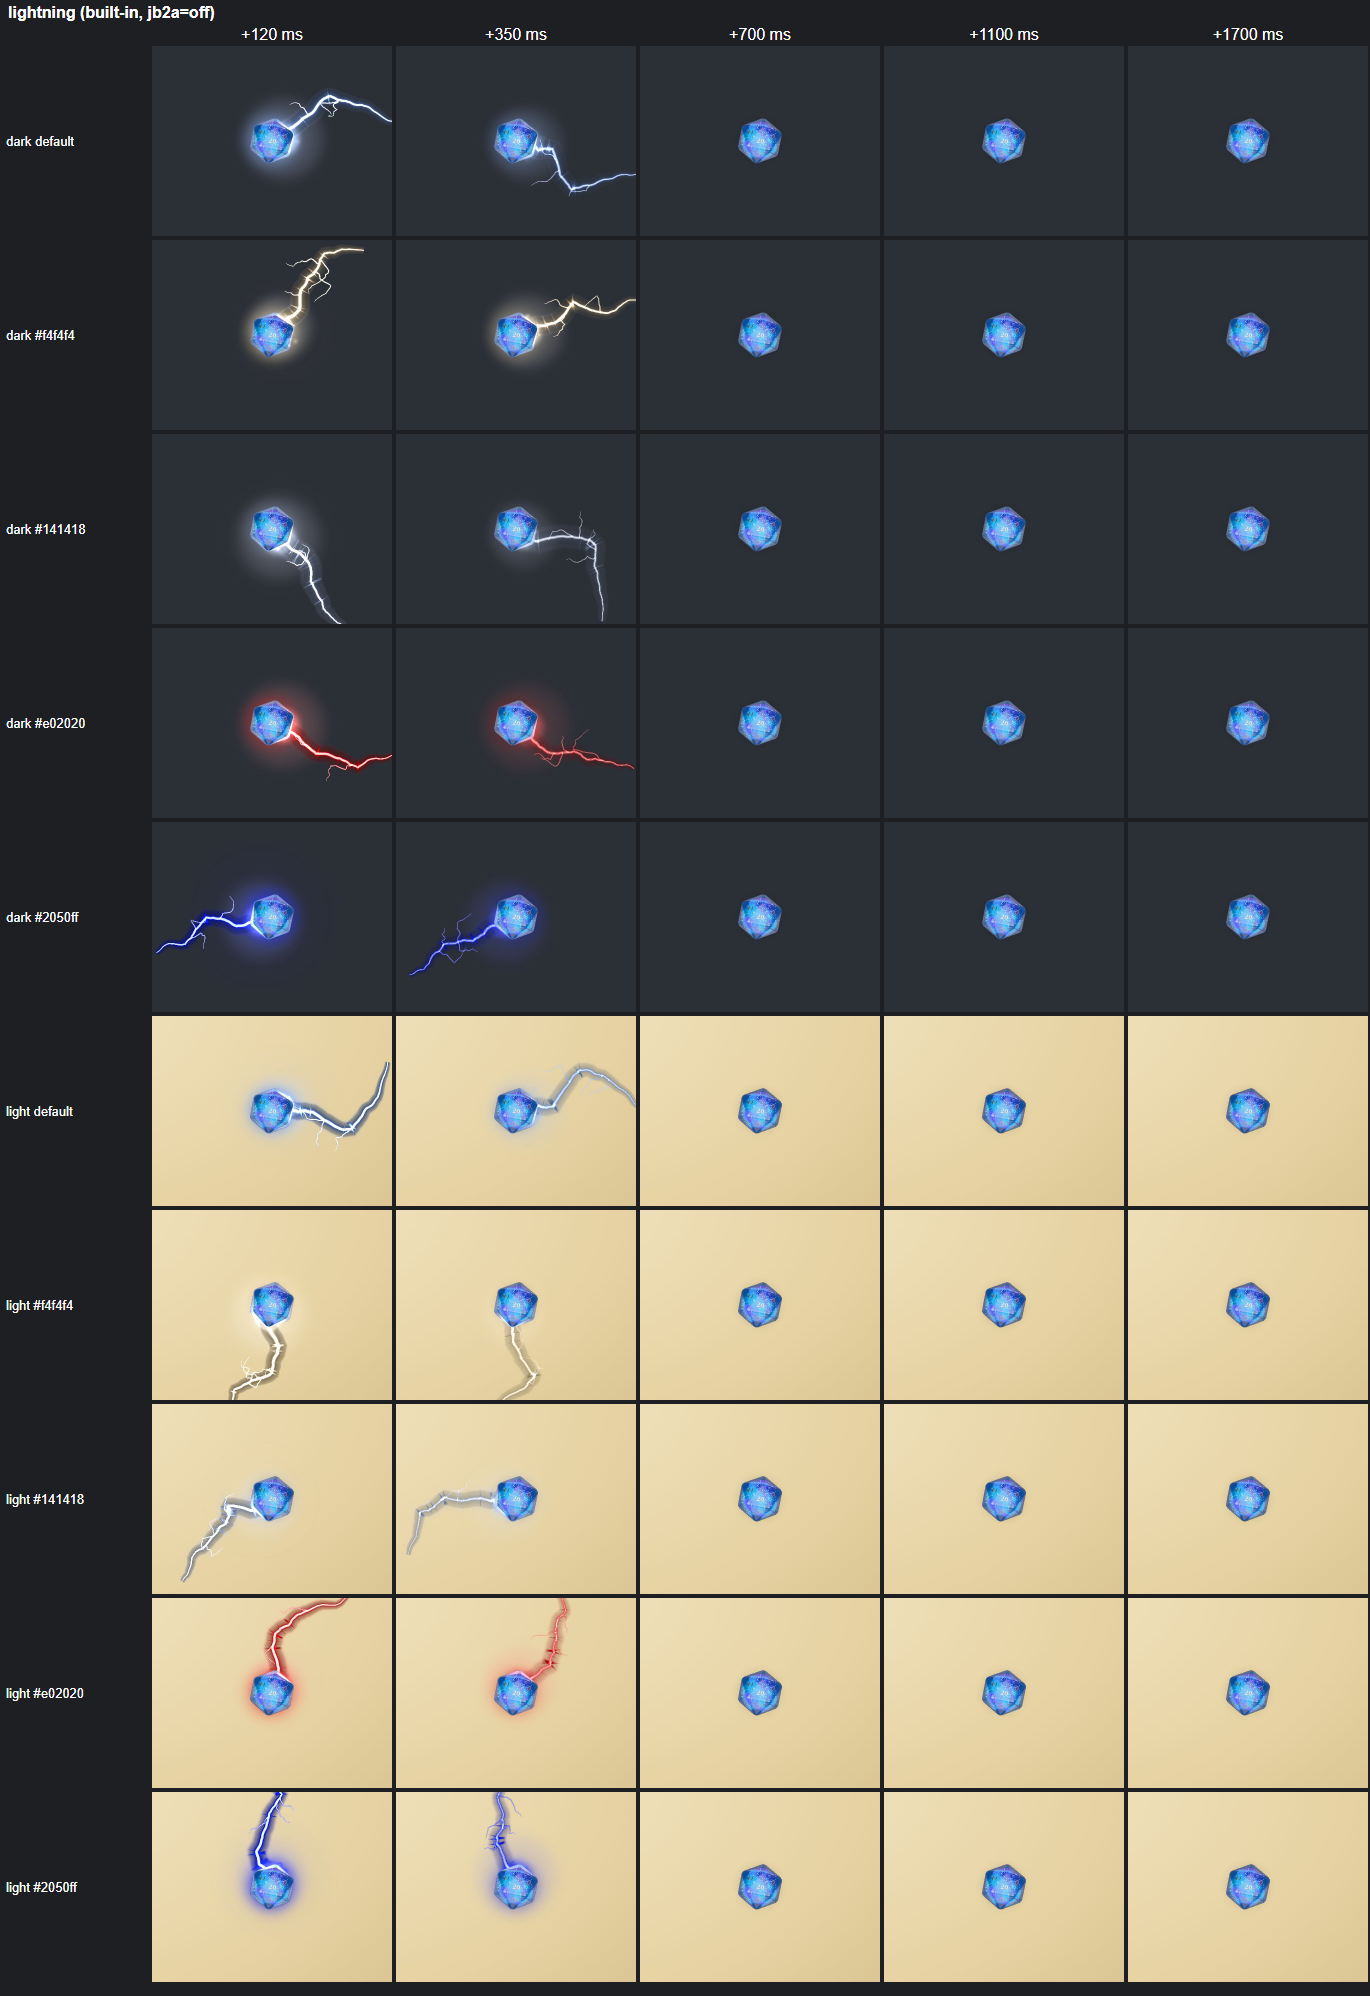 lightning (built-in, jb2a=off)
+120 ms +350 ms +700 ms +1100 ms +1700 ms
dark default
dark #f4f4f4
dark #141418
dark #e02020
dark #2050ff
light default
light #f4f4f4
light #141418
light #e02020
light #2050ff